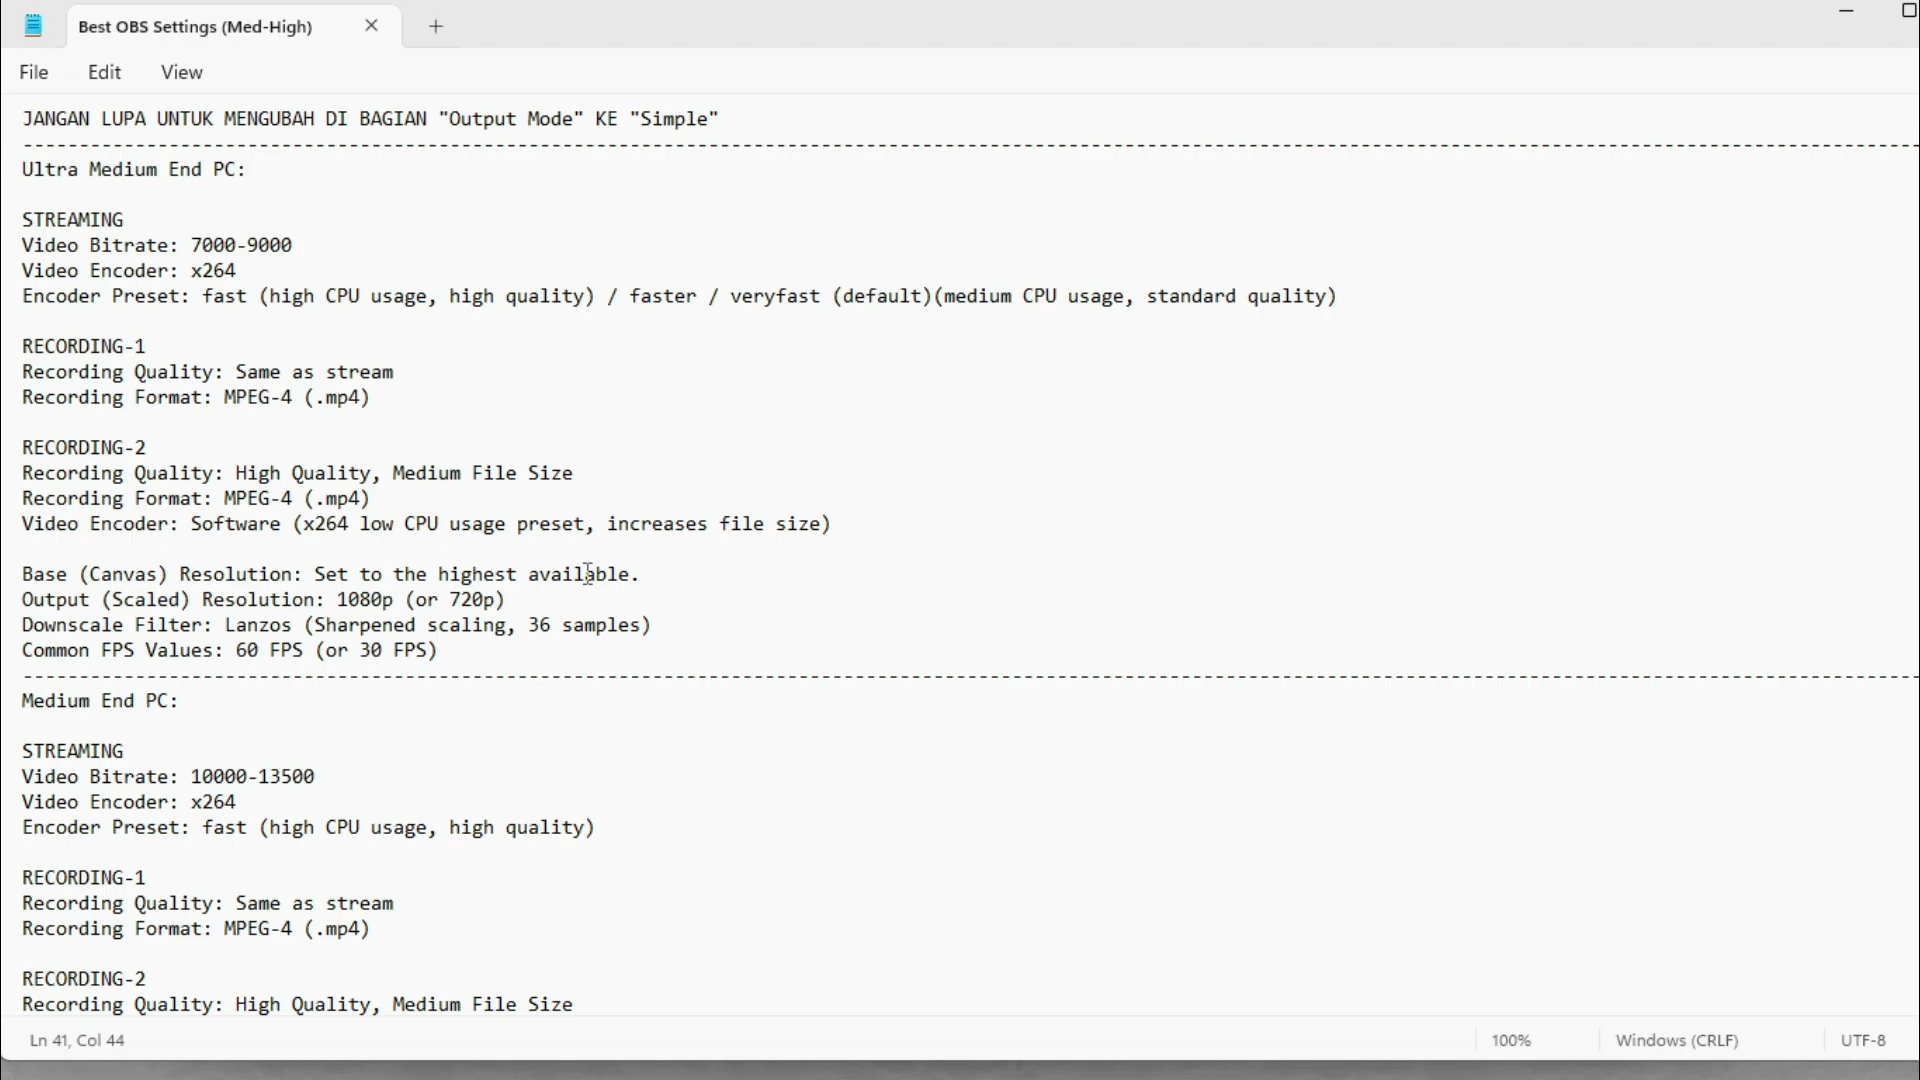 Best OBS Settings (Med-High)
File Edit View
JANGAN LUPA UNTUK MENGUBAH DI BAGIAN "Output Mode" KE "Simple"
--------------------------------------------------------------------------------------------------------------------------------------------------------------------------
Ultra Medium End PC:
STREAMING
Video Bitrate: 7000-9000
Video Encoder: x264
Encoder Preset: fast (high CPU usage, high quality) / faster / veryfast (default)(medium CPU usage, standard quality)
RECORDING-1
Recording Quality: Same as stream
Recording Format: MPEG-4 (.mp4)
RECORDING-2
Recording Quality: High Quality, Medium File Size
Recording Format: MPEG-4 (.mp4)
Video Encoder: Software (x264 low CPU usage preset, increases file size)
Base (Canvas) Resolution: Set to the highest available.
Output (Scaled) Resolution: 1080p (or 720p)
Downscale Filter: Lanzos (Sharpened scaling, 36 samples)
Common FPS Values: 60 FPS (or 30 FPS)
--------------------------------------------------------------------------------------------------------------------------------------------------------------------------
Medium End PC:
STREAMING
Video Bitrate: 10000-13500
Video Encoder: x264
Encoder Preset: fast (high CPU usage, high quality)
RECORDING-1
Recording Quality: Same as stream
Recording Format: MPEG-4 (.mp4)
RECORDING-2
Recording Quality: High Quality, Medium File Size
Ln 41, Col 44 100% Windows (CRLF) UTF-8